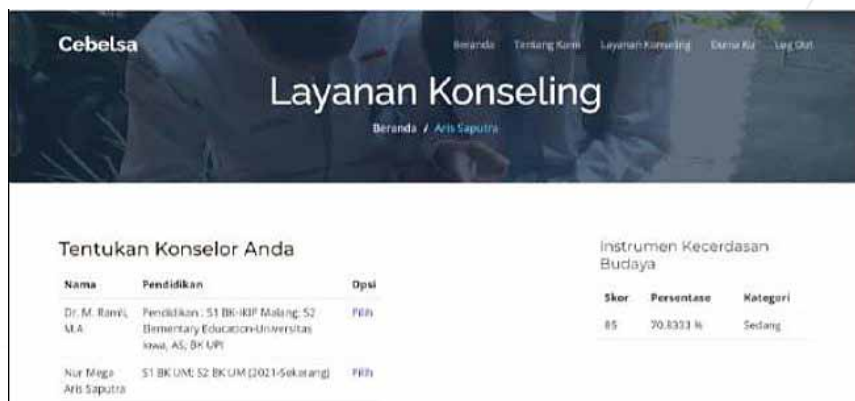 Cebelsa
Beranda Tentang Kami Layanan Konseling Dunia Ku Log Out
Layanan Konseling
Beranda / Aris Saputra
Tentukan Konselor Anda
Nama Pendidikan Opsi
Dr. M. Ramli, M.A Pendidikan : S1 BK-IKIP Malang; S2 Pilih
Elementary Education-Universitas
Iowa, AS; BK UPI
Nur Mega S1 BK UM; S2 BK UM (2021-Sekarang) Pilih
Aris Saputra
Instrumen Kecerdasan
Budaya
Skor Persentase Kategori
85 70.8333 % Sedang